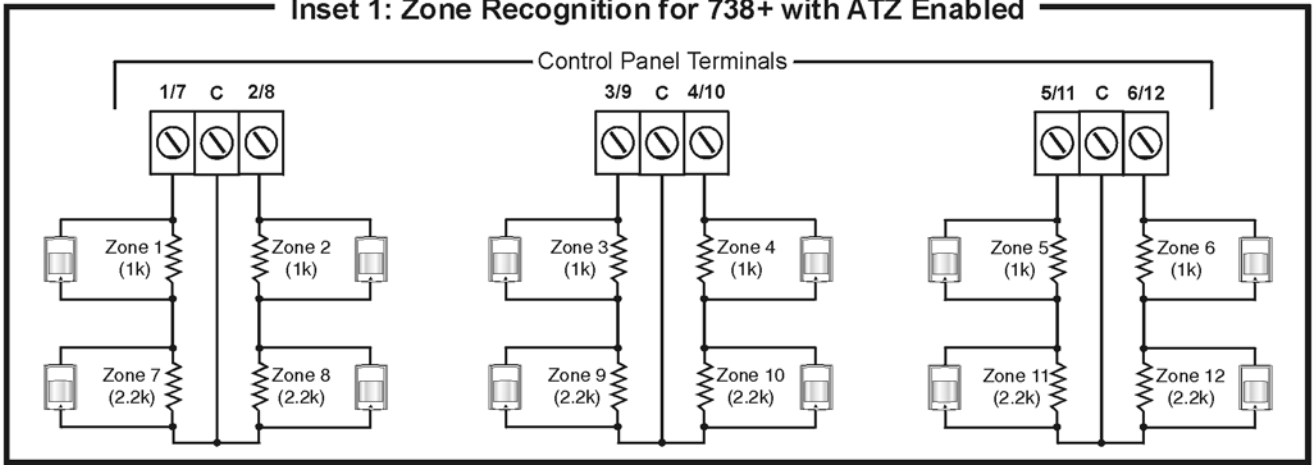 Inset 1: Zone Recognition for 738+ with ATZ Enabled
Control Panel Terminals
1/7 C 2/8
3/9 C 4/10
5/11 C 6/12
Zone 1
(1k)
Zone 2
(1k)
Zone 3
(1k)
Zone 4
(1k)
Zone 5
(1k)
Zone 6
(1k)
Zone 7
(2.2k)
Zone 8
(2.2k)
Zone 9
(2.2k)
Zone 10
(2.2k)
Zone 11
(2.2k)
Zone 12
(2.2k)